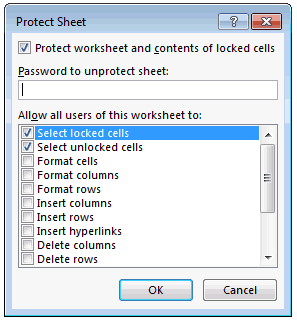 Protect Sheet
Protect worksheet and contents of locked cells
Password to unprotect sheet:
Allow all users of this worksheet to:
Select locked cells
Select unlocked cells
Format cells
Format columns
Format rows
Insert columns
Insert rows
Insert hyperlinks
Delete columns
Delete rows
OK
Cancel